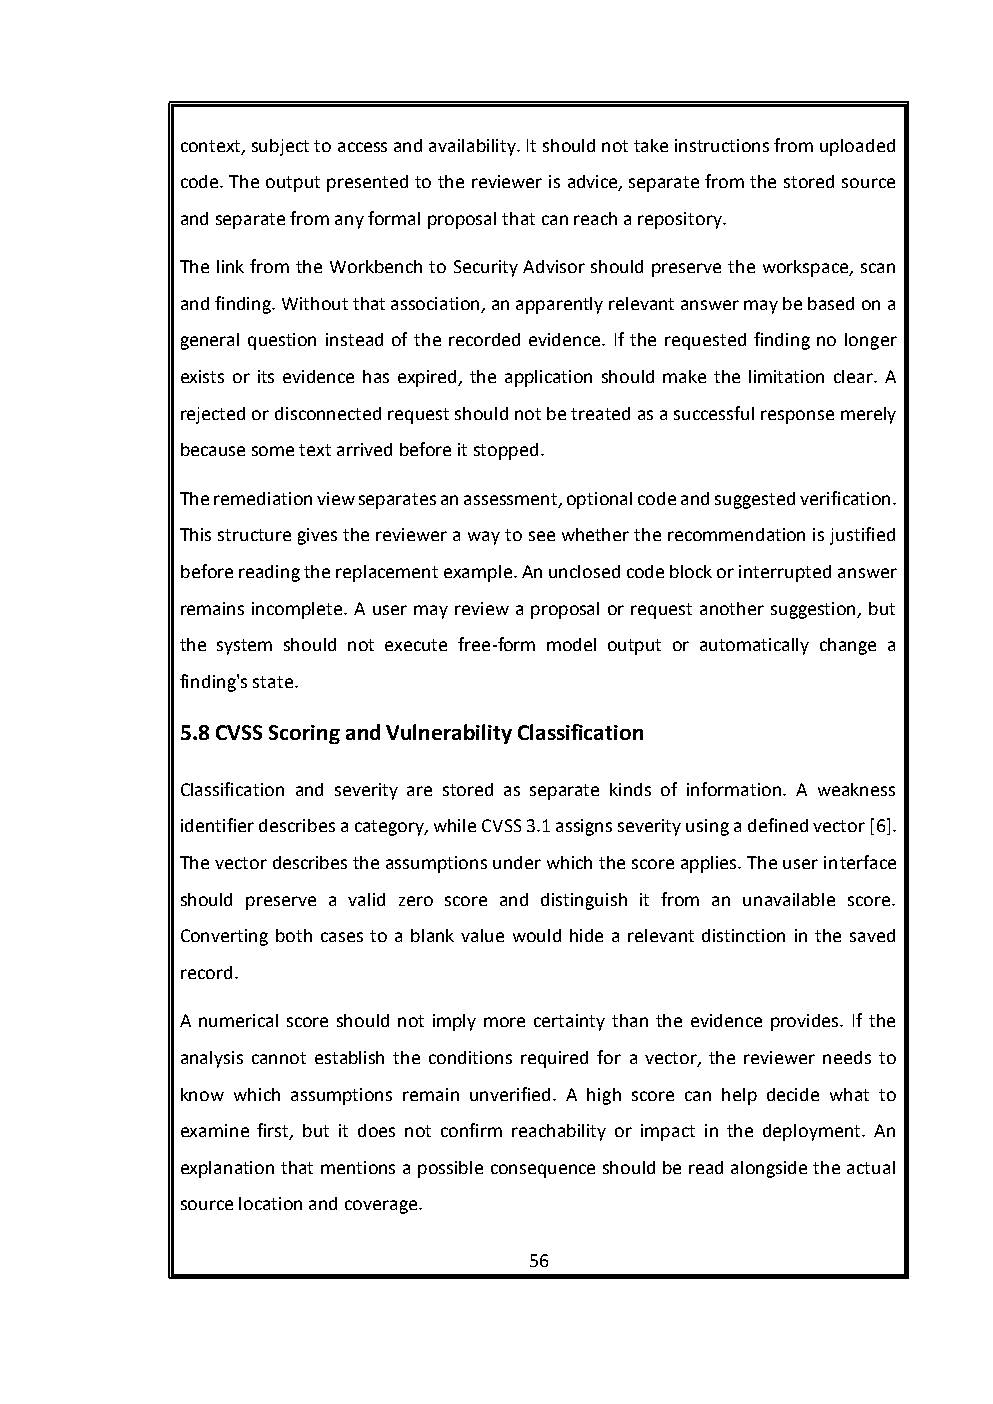 context, subject to access and availability. It should not take instructions from uploaded
code. The output presented to the reviewer is advice, separate from the stored source
and separate from any formal proposal that can reach a repository.
The link from the Workbench to Security Advisor should preserve the workspace, scan
and finding. Without that association, an apparently relevant answer may be based on a
general question instead of the recorded evidence. If the requested finding no longer
exists or its evidence has expired, the application should make the limitation clear. A
rejected or disconnected request should not be treated as a successful response merely
because some text arrived before it stopped.
The remediation view separates an assessment, optional code and suggested verification.
This structure gives the reviewer a way to see whether the recommendation is justified
before reading the replacement example. An unclosed code block or interrupted answer
remains incomplete. A user may review a proposal or request another suggestion, but
the system should not execute free-form model output or automatically change a
finding's state.
5.8 CVSS Scoring and Vulnerability Classification
Classification and severity are stored as separate kinds of information. A weakness
identifier describes a category, while CVSS 3.1 assigns severity using a defined vector [6].
The vector describes the assumptions under which the score applies. The user interface
should preserve a valid zero score and distinguish it from an unavailable score.
Converting both cases to a blank value would hide a relevant distinction in the saved
record.
A numerical score should not imply more certainty than the evidence provides. If the
analysis cannot establish the conditions required for a vector, the reviewer needs to
know which assumptions remain unverified. A high score can help decide what to
examine first, but it does not confirm reachability or impact in the deployment. An
explanation that mentions a possible consequence should be read alongside the actual
source location and coverage.
56